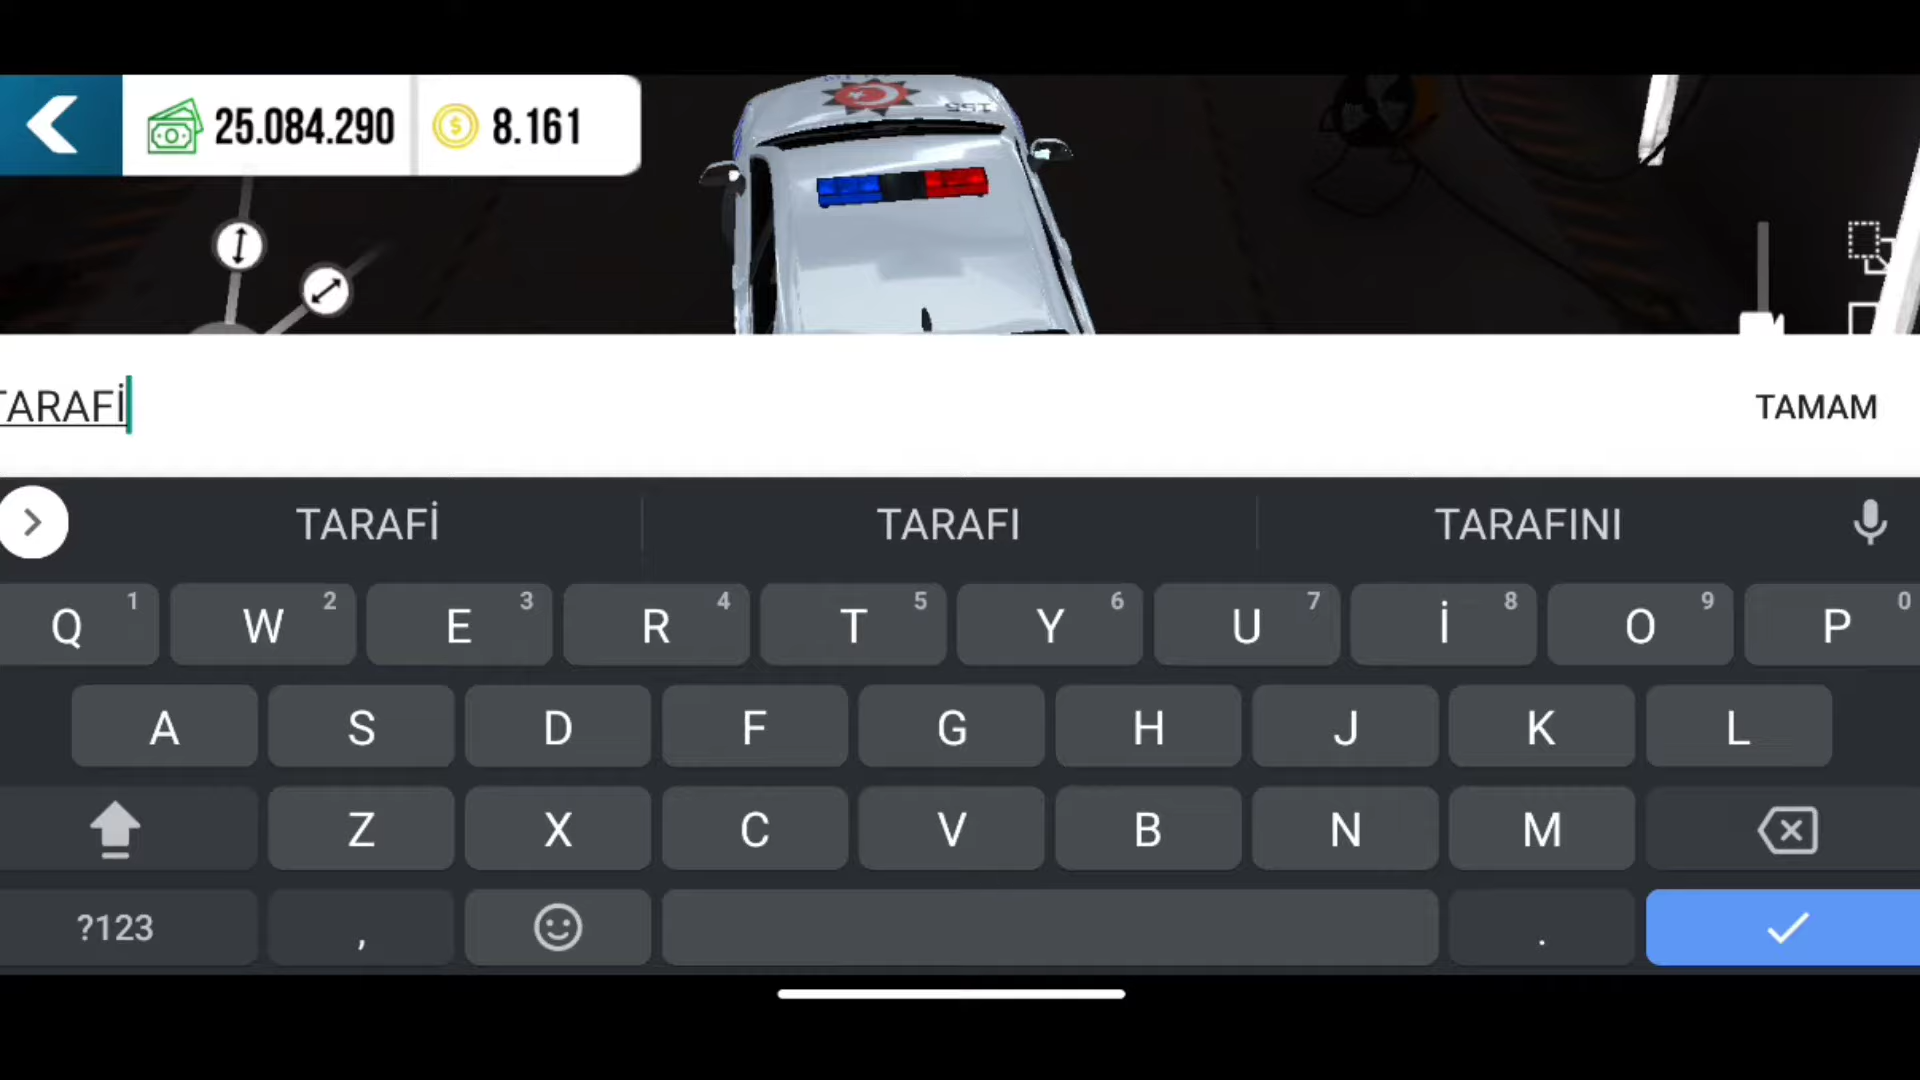 25.084.290 8.161
155
TARAFİ
TAMAM
TARAFİ TARAFI TARAFINI
Q 1 W 2 E 3 R 4 T 5 Y 6 U 7 İ 8 O 9 P 0
A S D F G H J K L
Z X C V B N M
?123 , .